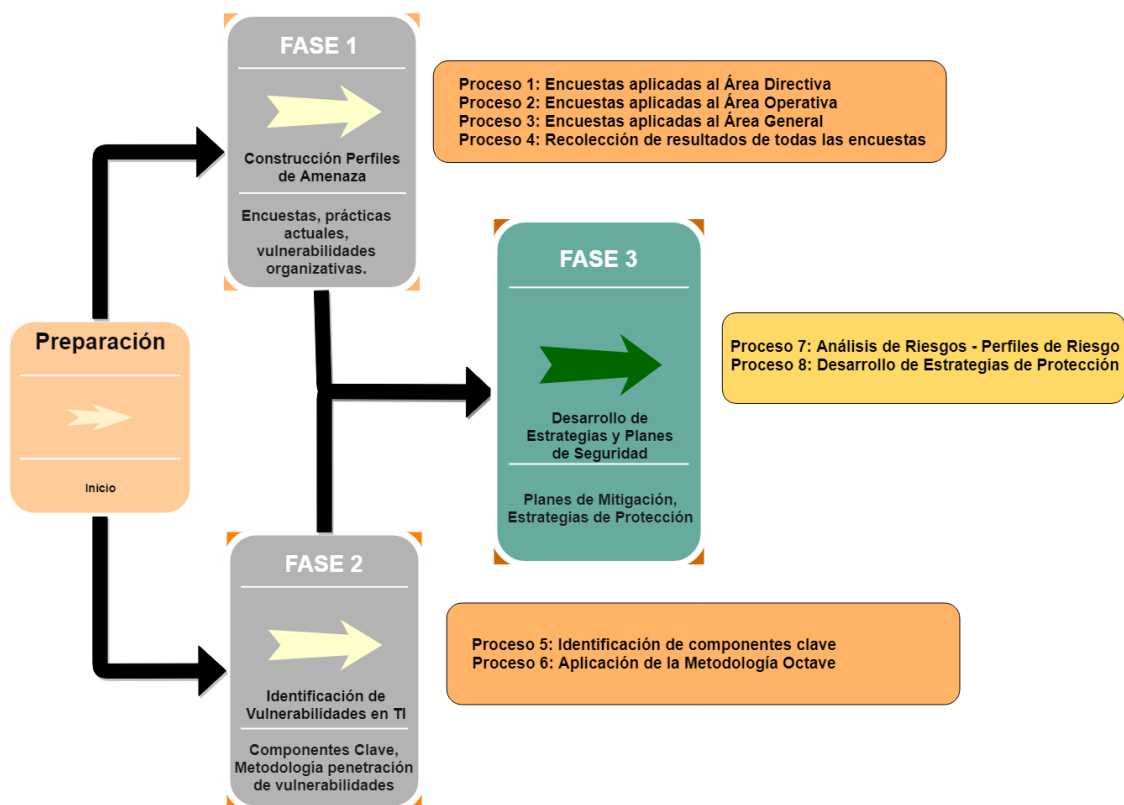 FASE 1
Construcción Perfiles
de Amenaza
Encuestas, prácticas
actuales,
vulnerabilidades
organizativas.
Proceso 1: Encuestas aplicadas al Área Directiva
Proceso 2: Encuestas aplicadas al Área Operativa
Proceso 3: Encuestas aplicadas al Área General
Proceso 4: Recolección de resultados de todas las encuestas
Preparación
Inicio
FASE 3
Desarrollo de
Estrategias y Planes
de Seguridad
Planes de Mitigación,
Estrategias de Protección
Proceso 7: Análisis de Riesgos - Perfiles de Riesgo
Proceso 8: Desarrollo de Estrategias de Protección
FASE 2
Identificación de
Vulnerabilidades en TI
Componentes Clave,
Metodología penetración
de vulnerabilidades
Proceso 5: Identificación de componentes clave
Proceso 6: Aplicación de la Metodología Octave